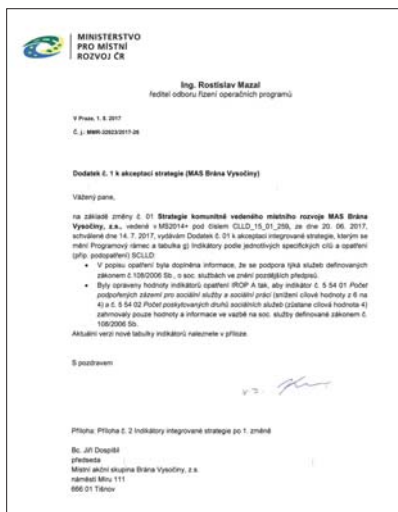 MINISTERSTVO
PRO MÍSTNÍ
ROZVOJ ČR
Ing. Rostislav Mazal
ředitel odboru řízení operačních programů
V Praze, 1. 8. 2017
Č. j.: MMR-32623/2017-26
Dodatek č. 1 k akceptaci strategie (MAS Brána Vysočiny)
Vážený pane,
na základě změny č. 01 Strategie komunitně vedeného místního rozvoje MAS Brána
Vysočiny, z.s., vedené v MS2014+ pod číslem CLLD_15_01_259, ze dne 20. 06. 2017,
schválené dne 14. 7. 2017, vydávám Dodatek č. 01 k akceptaci integrované strategie, kterým se
mění Programový rámec a tabulka g) Indikátory podle jednotlivých specifických cílů a opatření
(příp. podopatření) SCLLD:
• V popisu opatření byla doplněna informace, že se podpora týká služeb definovaných
zákonem č.108/2006 Sb., o soc. službách ve znění pozdějších předpisů.
• Byly opraveny hodnoty indikátorů opatření IROP A tak, aby indikátor č. 5 54 01 Počet
podpořených zázemí pro sociální služby a sociální práci (snížení cílové hodnoty z 6 na
4) a č. 5 54 02 Počet poskytovaných druhů sociálních služeb (zůstane cílová hodnota 4)
zahrnovaly pouze hodnoty a informace ve vazbě na soc. služby definované zákonem č.
108/2006 Sb.
Aktuální verzi nové tabulky indikátorů naleznete v příloze.
S pozdravem
v z.
Příloha: Příloha č. 2 Indikátory integrované strategie po 1. změně
Bc. Jiří Dospíšil
předseda
Místní akční skupina Brána Vysočiny, z.s.
náměstí Míru 111
666 01 Tišnov